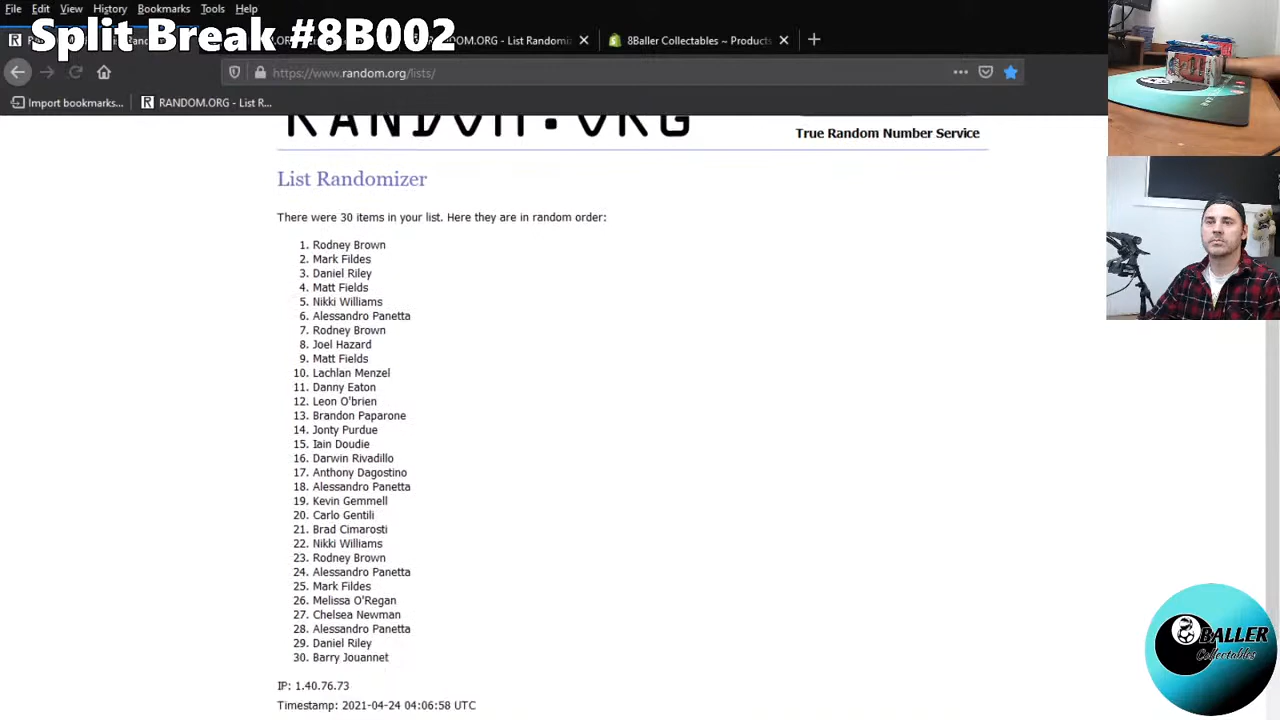 File Edit View History Bookmarks Tools Help
Split Break #8B002
RANDOM.ORG - List Randomi
8Baller Collectables ~ Products
https://www.random.org/lists/
Import bookmarks...
RANDOM.ORG - List R...
RANDOM.ORG
True Random Number Service
List Randomizer
There were 30 items in your list. Here they are in random order:
1. Rodney Brown
2. Mark Fildes
3. Daniel Riley
4. Matt Fields
5. Nikki Williams
6. Alessandro Panetta
7. Rodney Brown
8. Joel Hazard
9. Matt Fields
10. Lachlan Menzel
11. Danny Eaton
12. Leon O'brien
13. Brandon Paparone
14. Jonty Purdue
15. Iain Doudie
16. Darwin Rivadillo
17. Anthony Dagostino
18. Alessandro Panetta
19. Kevin Gemmell
20. Carlo Gentili
21. Brad Cimarosti
22. Nikki Williams
23. Rodney Brown
24. Alessandro Panetta
25. Mark Fildes
26. Melissa O'Regan
27. Chelsea Newman
28. Alessandro Panetta
29. Daniel Riley
30. Barry Jouannet
IP: 1.40.76.73
Timestamp: 2021-04-24 04:06:58 UTC
BALLER
Collectables